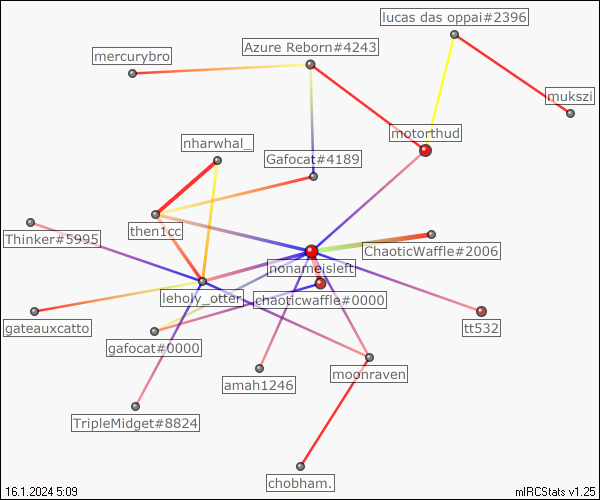 lucas das oppai#2396
Azure Reborn#4243
mercurybro
mukszi
motorthud
nharwhal_
Gafocat#4189
then1cc
Thinker#5995
ChaoticWaffle#2006
nonameisleft
leholy_otter
chaoticwaffle#0000
gateauxcatto
tt532
gafocat#0000
moonraven
amah1246
TripleMidget#8824
chobham.
16.1.2024 5:09
mIRCStats v1.25